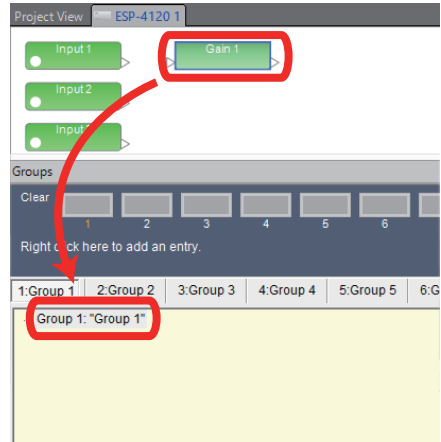 Project View ESP-4120 1
Input 1 Gain 1
Input 2
Input
Groups
Clear
1 2 3 4 5 6
Right click here to add an entry.
1:Group 1 2:Group 2 3:Group 3 4:Group 4 5:Group 5 6:G
Group 1: "Group 1"